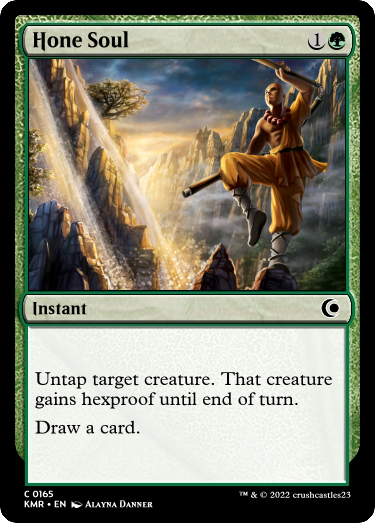 Hone Soul 1
Instant
Untap target creature. That creature
gains hexproof until end of turn.
Draw a card.
C 0165
KMR • EN Alayna Danner
™ & © 2022 crushcastles23